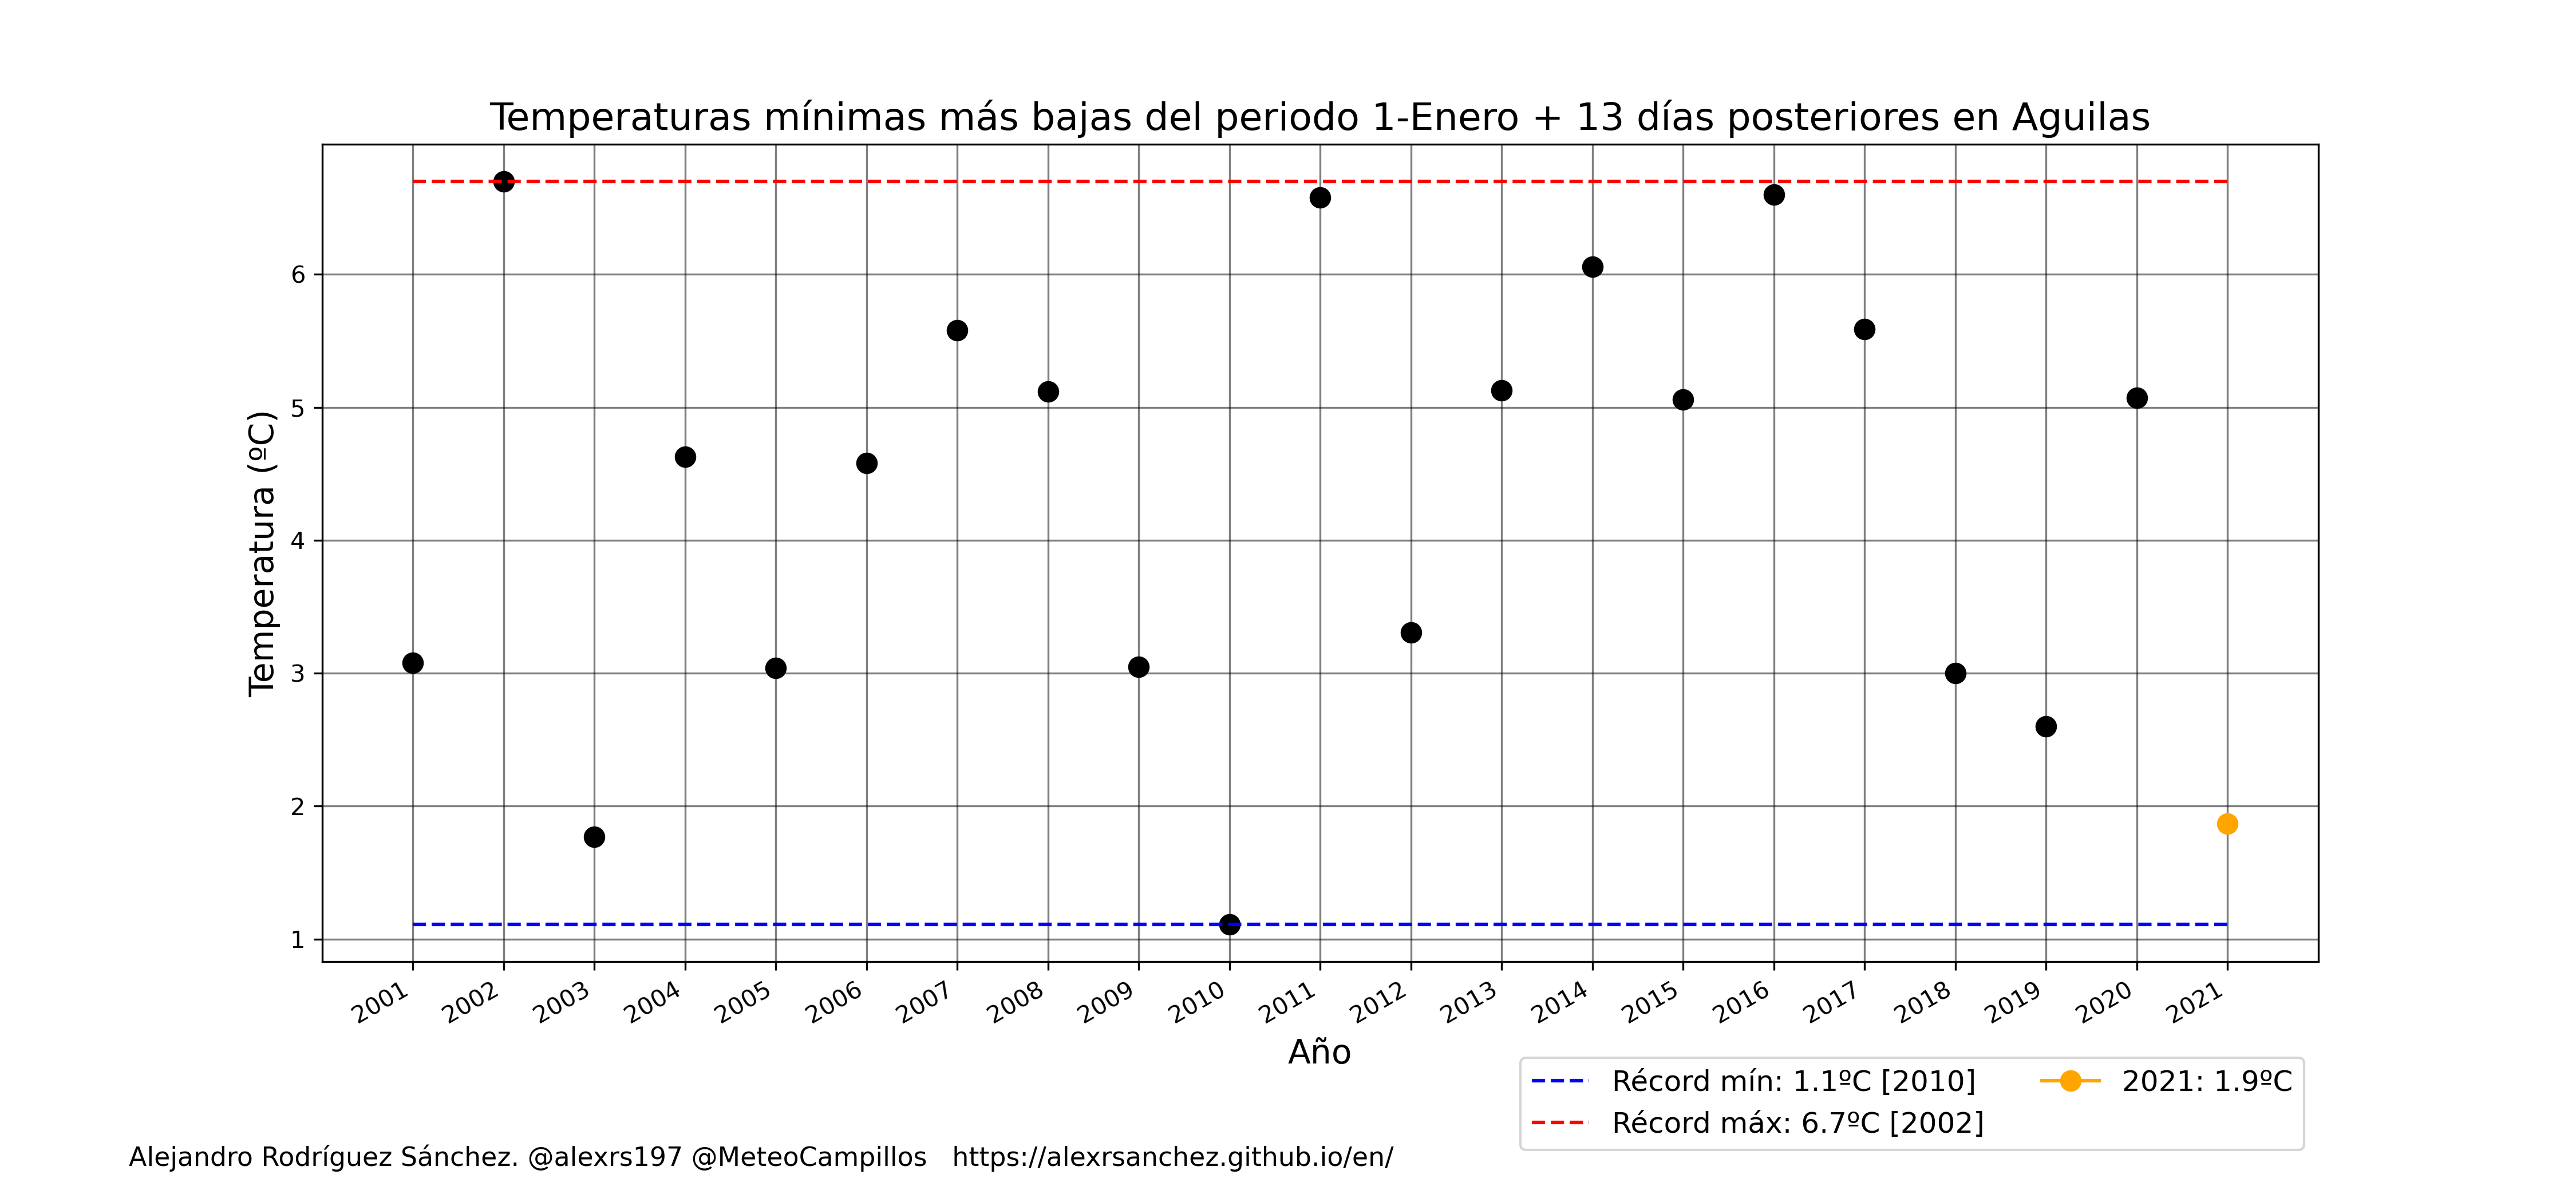 Temperaturas mínimas más bajas del periodo 1-Enero + 13 días posteriores en Aguilas
Temperatura (ºC)
6
5
4
3
2
1
2001 2002 2003 2004 2005 2006 2007 2008 2009 2010 2011 2012 2013 2014 2015 2016 2017 2018 2019 2020 2021
Año
Récord mín: 1.1ºC [2010]
Récord máx: 6.7ºC [2002]
2021: 1.9ºC
Alejandro Rodríguez Sánchez. @alexrs197 @MeteoCampillos https://alexrsanchez.github.io/en/